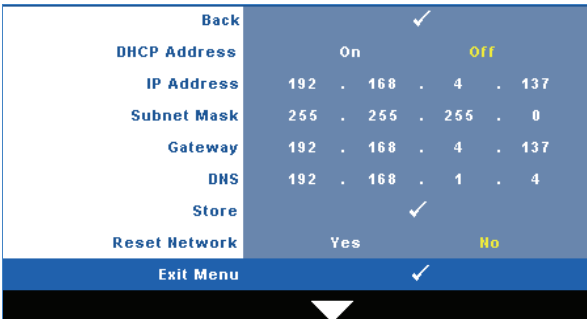 Back ✓
DHCP Address On Off
IP Address 192 . 168 . 4 . 137
Subnet Mask 255 . 255 . 255 . 0
Gateway 192 . 168 . 4 . 137
DNS 192 . 168 . 1 . 4
Store ✓
Reset Network Yes No
Exit Menu ✓